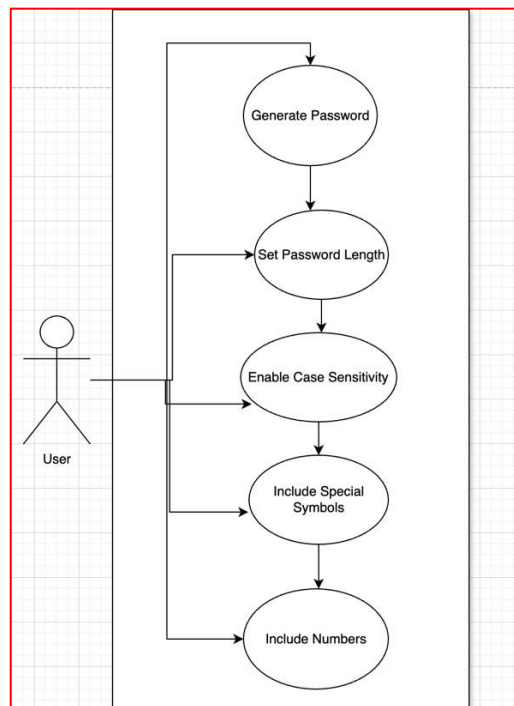 Generate Password
Set Password Length
Enable Case Sensitivity
User
Include Special
Symbols
Include Numbers